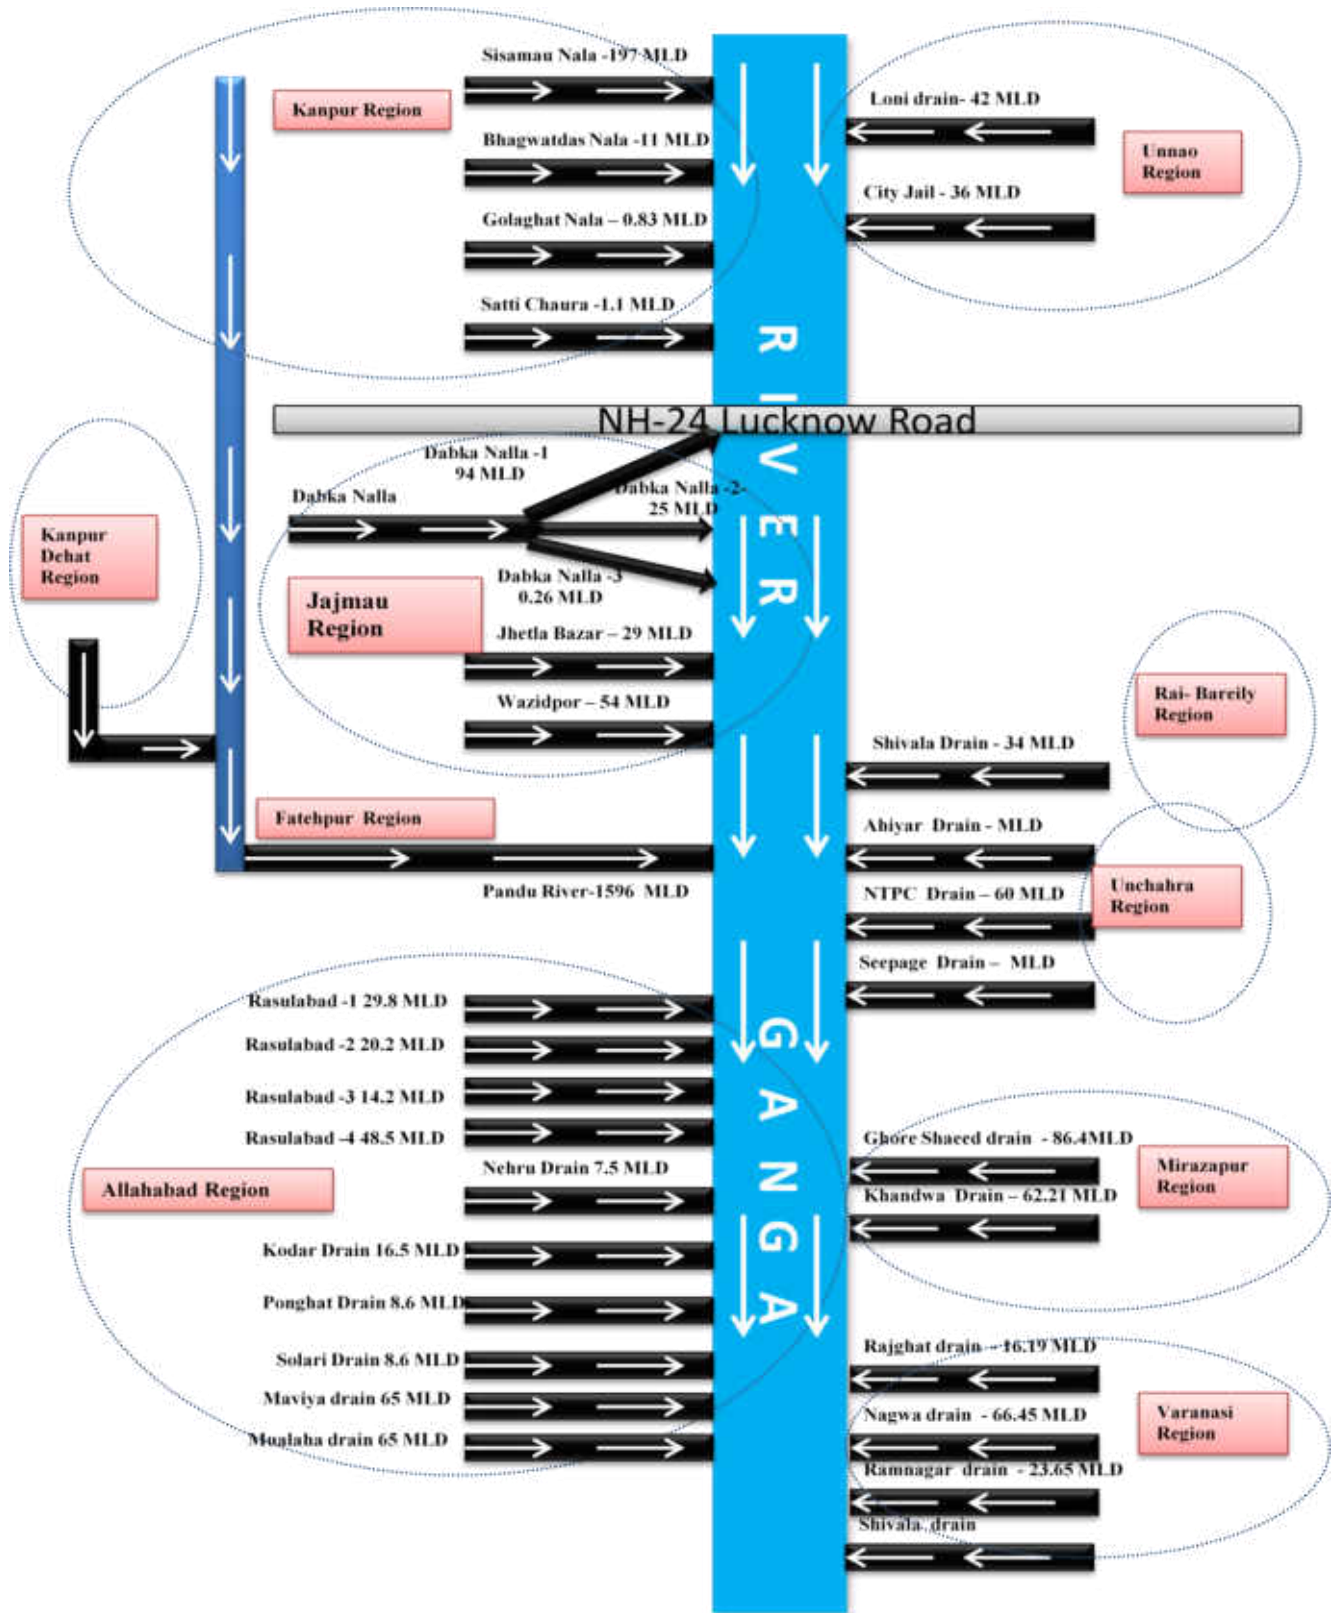 Sisamau Nala -197 MLD
Kanpur Region
Loni drain- 42 MLD
Bhagwatdas Nala -11 MLD
Unnao
Region
City Jail - 36 MLD
Golaghat Nala – 0.83 MLD
Satti Chaura -1.1 MLD
RIVER
NH-24 Lucknow Road
Dabka Nalla -1
94 MLD
Dabka Nalla
Dabka Nalla -2-
25 MLD
Kanpur
Dehat
Region
Dabka Nalla -3
0.26 MLD
Jajmau
Region
Jhetla Bazar – 29 MLD
Rai- Bareily
Region
Wazidpor – 54 MLD
Shivala Drain - 34 MLD
Fatehpur Region
Ahiyar Drain - MLD
Pandu River-1596 MLD
NTPC Drain – 60 MLD
Unchahra
Region
Seepage Drain – MLD
GANGA
Rasulabad -1 29.8 MLD
Rasulabad -2 20.2 MLD
Rasulabad -3 14.2 MLD
Rasulabad -4 48.5 MLD
Ghore Shaeed drain - 86.4MLD
Nehru Drain 7.5 MLD
Mirazapur
Region
Allahabad Region
Khandwa Drain – 62.21 MLD
Kodar Drain 16.5 MLD
Ponghat Drain 8.6 MLD
Solari Drain 8.6 MLD
Rajghat drain - 16.19 MLD
Maviya drain 65 MLD
Nagwa drain - 66.45 MLD
Varanasi
Region
Mualaha drain 65 MLD
Ramnagar drain - 23.65 MLD
Shivala drain